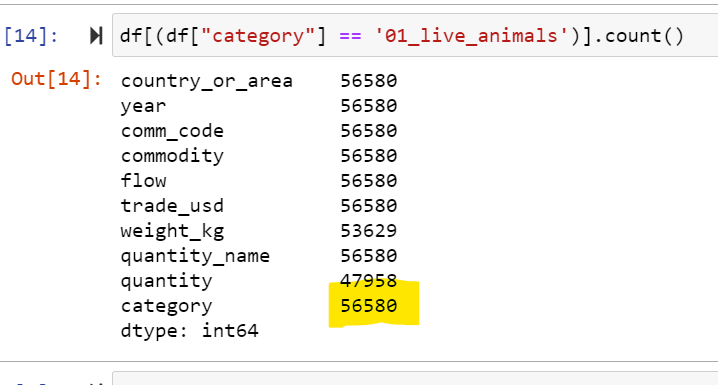 [14]: df[(df["category"] == '01_live_animals')].count()
Out[14]: country_or_area 56580
year 56580
comm_code 56580
commodity 56580
flow 56580
trade_usd 56580
weight_kg 53629
quantity_name 56580
quantity 47958
category 56580
dtype: int64